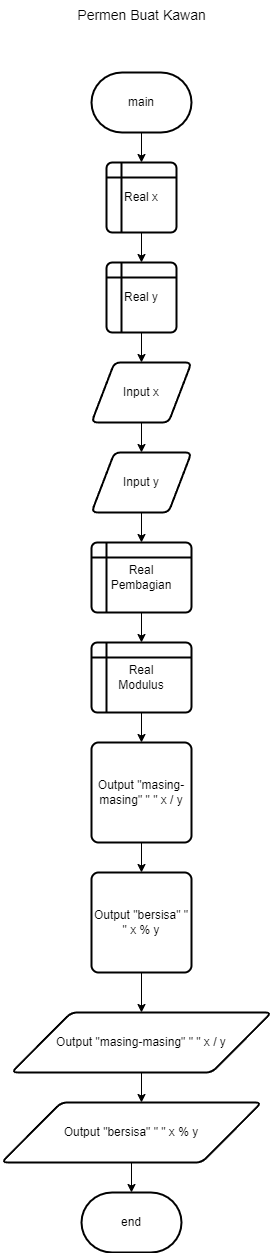 Permen Buat Kawan
main
Real x
Real y
Input x
Input y
Real
Pembagian
Real
Modulus
Output "masing-
masing" " " x / y
Output "bersisa" "
" x % y
Output "masing-masing" " " x / y
Output "bersisa" " " x % y
end